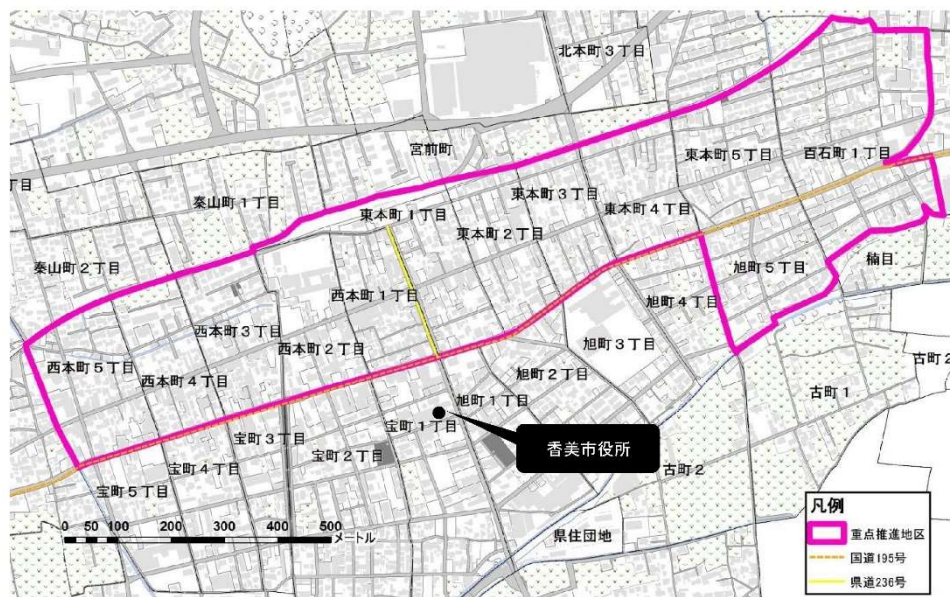 北本町3丁目
宮前町
東本町5丁目
百石町1丁目
丁目
秦山町1丁目
東本町3丁目
東本町1丁目
東本町4丁目
東本町2丁目
秦山町2丁目
楠目
旭町5丁目
西本町1丁目
旭町4丁目
西本町3丁目
西本町2丁目
旭町3丁目
西本町5丁目
古町2
西本町4丁目
旭町2丁目
古町1
旭町1丁目
宝町1丁目
宝町3丁目
香美市役所
宝町2丁目
宝町4丁目
古町2
宝町5丁目
凡例
0 50 100 200 300 400 500
メートル
県住団地
重点推進地区
国道195号
県道236号